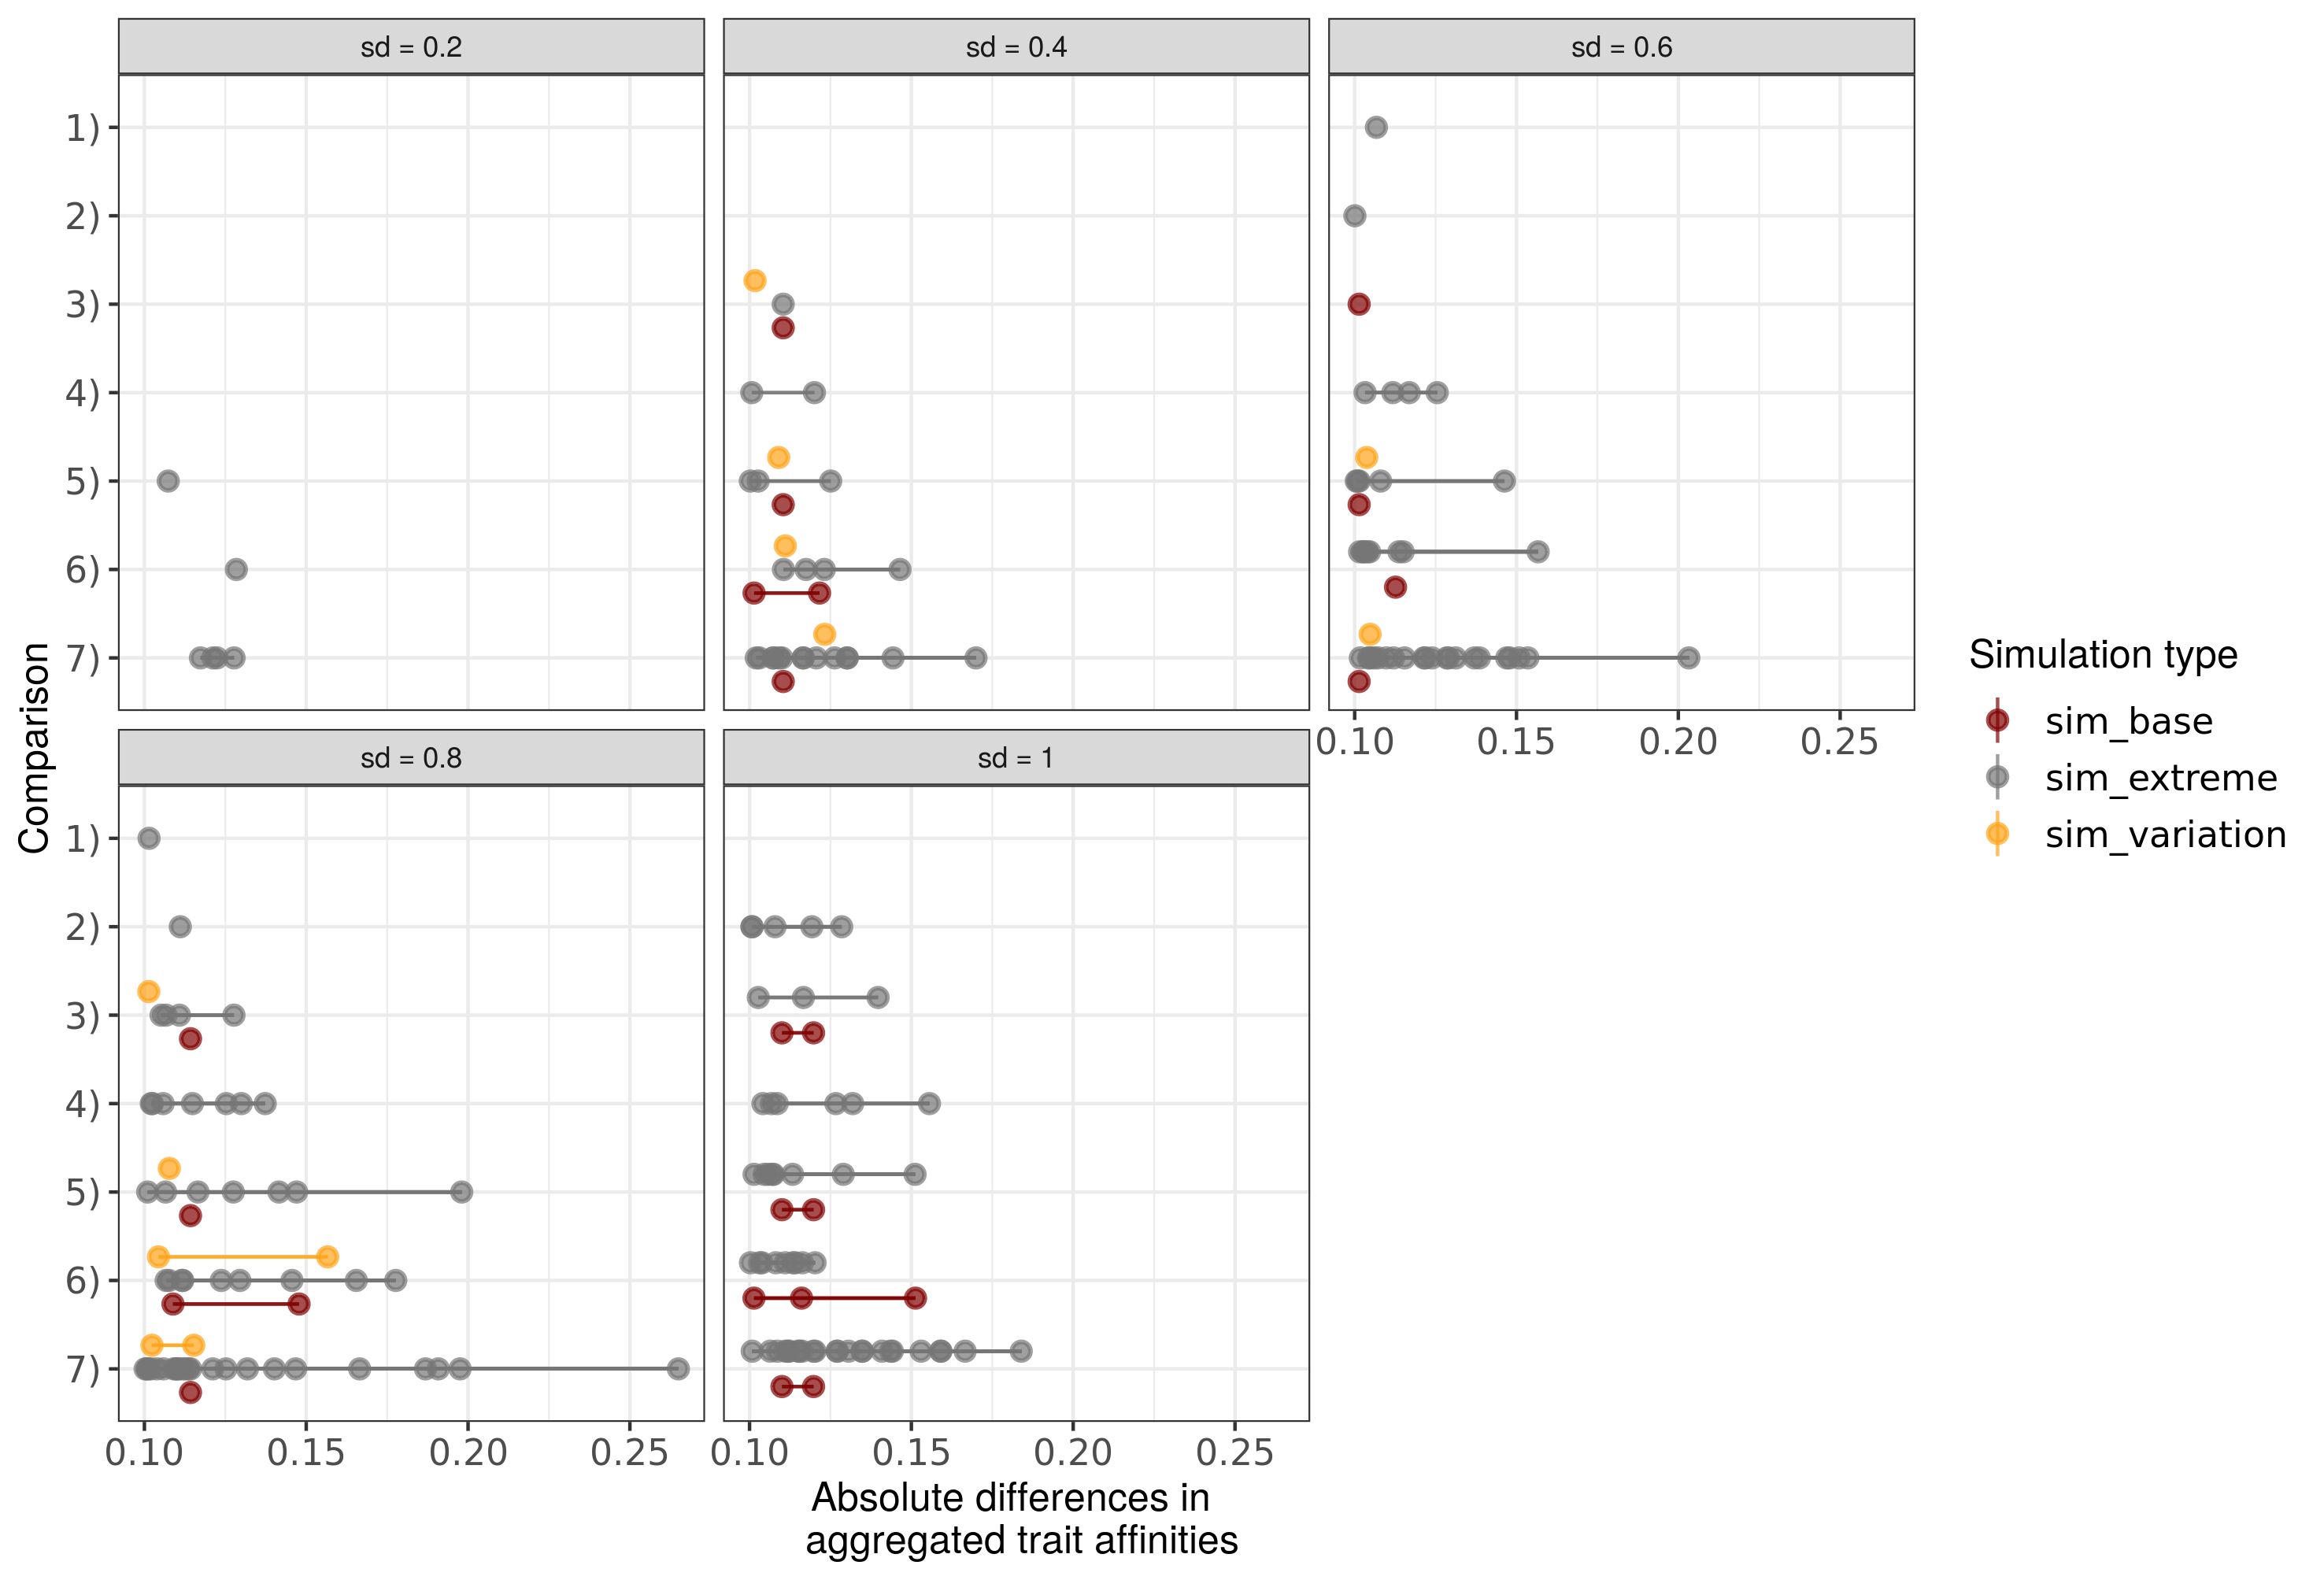 sd = 0.2
sd = 0.4
sd = 0.6
1)
2)
3)
4)
5)
6)
7)
0.10 0.15 0.20 0.25
sd = 0.8
sd = 1
1)
2)
3)
4)
5)
6)
7)
0.10 0.15 0.20 0.25
0.10 0.15 0.20 0.25
Comparison
Absolute differences in
aggregated trait affinities
Simulation type
sim_base
sim_extreme
sim_variation